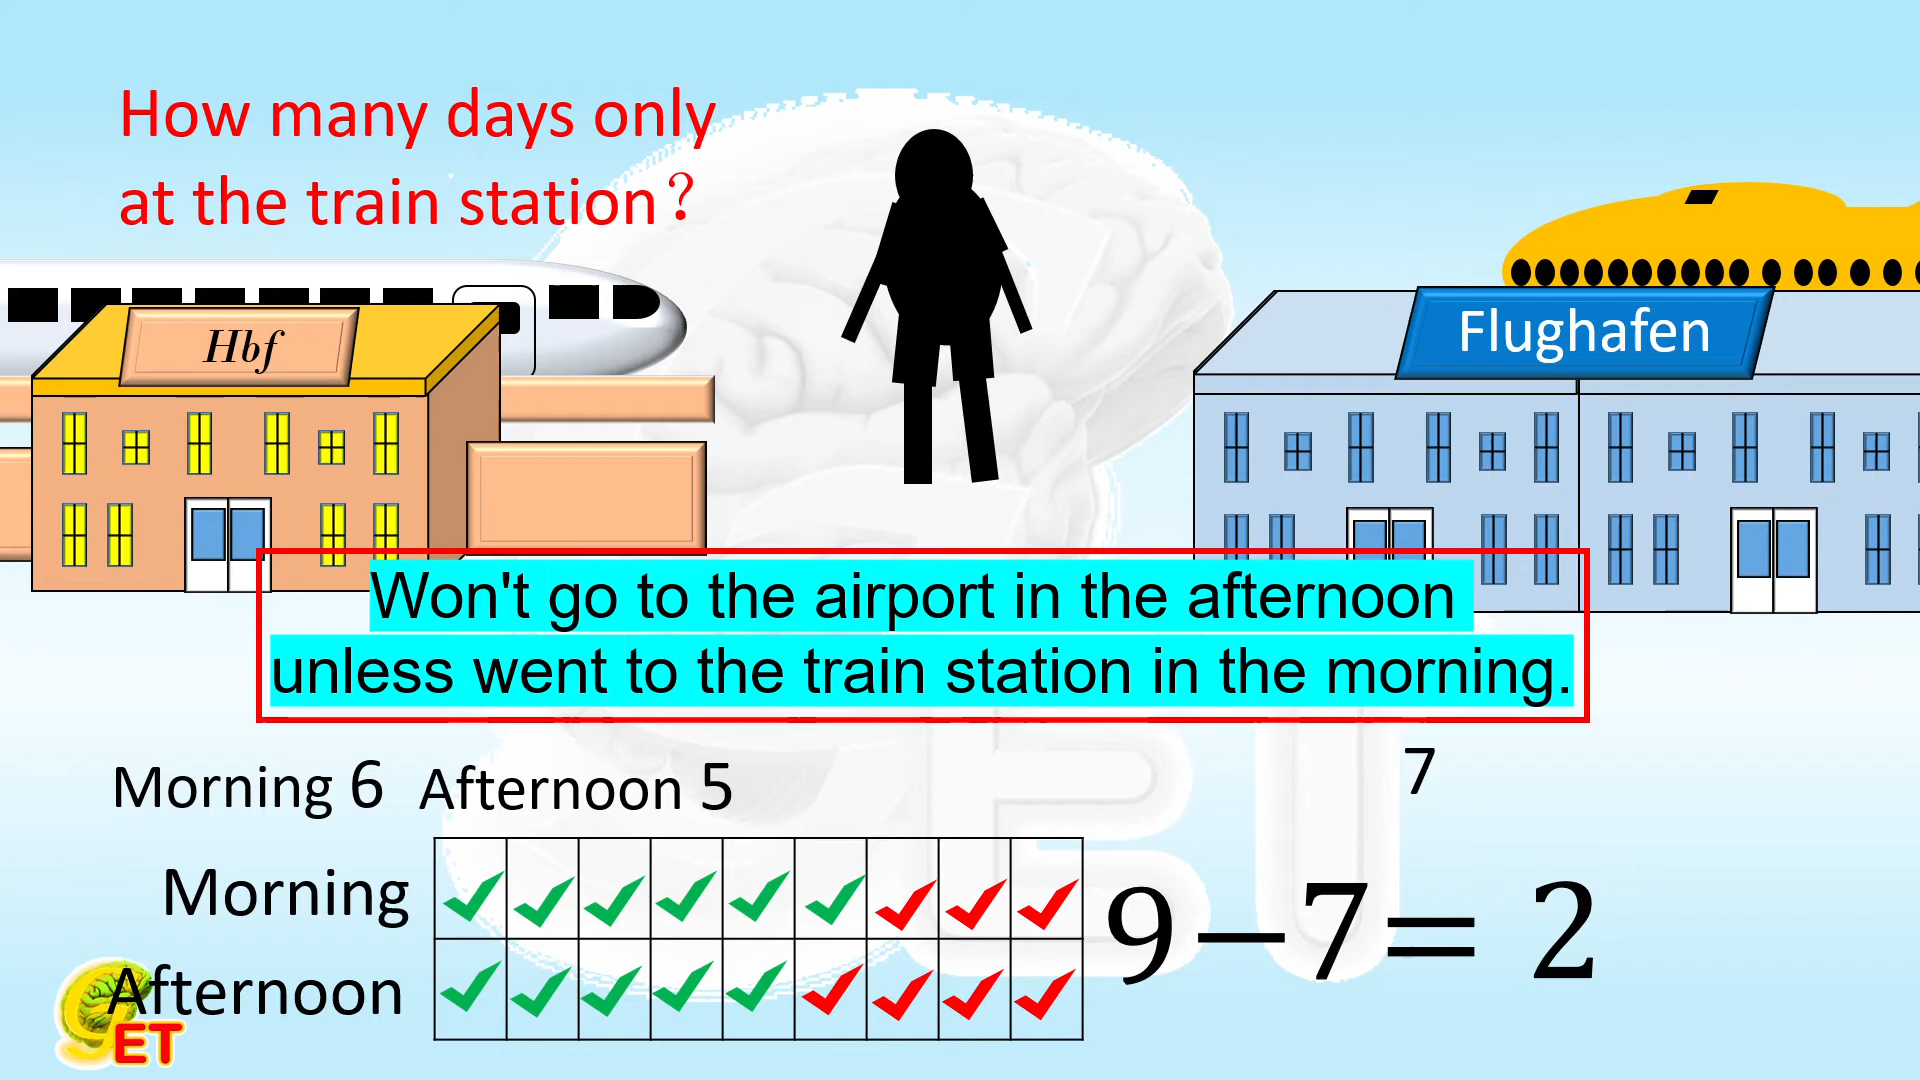 How many days only
at the train station?
Hbf
Flughafen
Won't go to the airport in the afternoon
unless went to the train station in the morning.
Morning 6 Afternoon 5
7
Morning
9－7= 2
Afternoon
GET